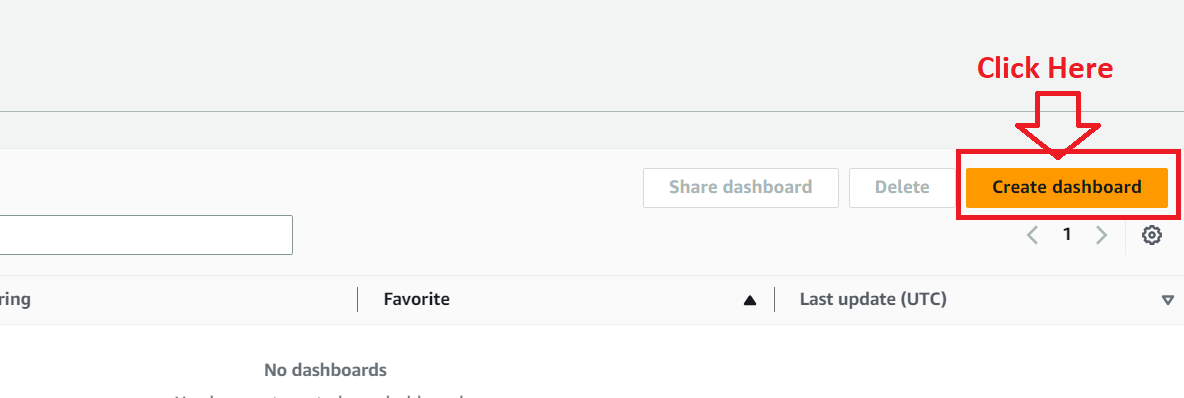 Click Here
Share dashboard
Delete
Create dashboard
1
ring
Favorite
Last update (UTC)
No dashboards